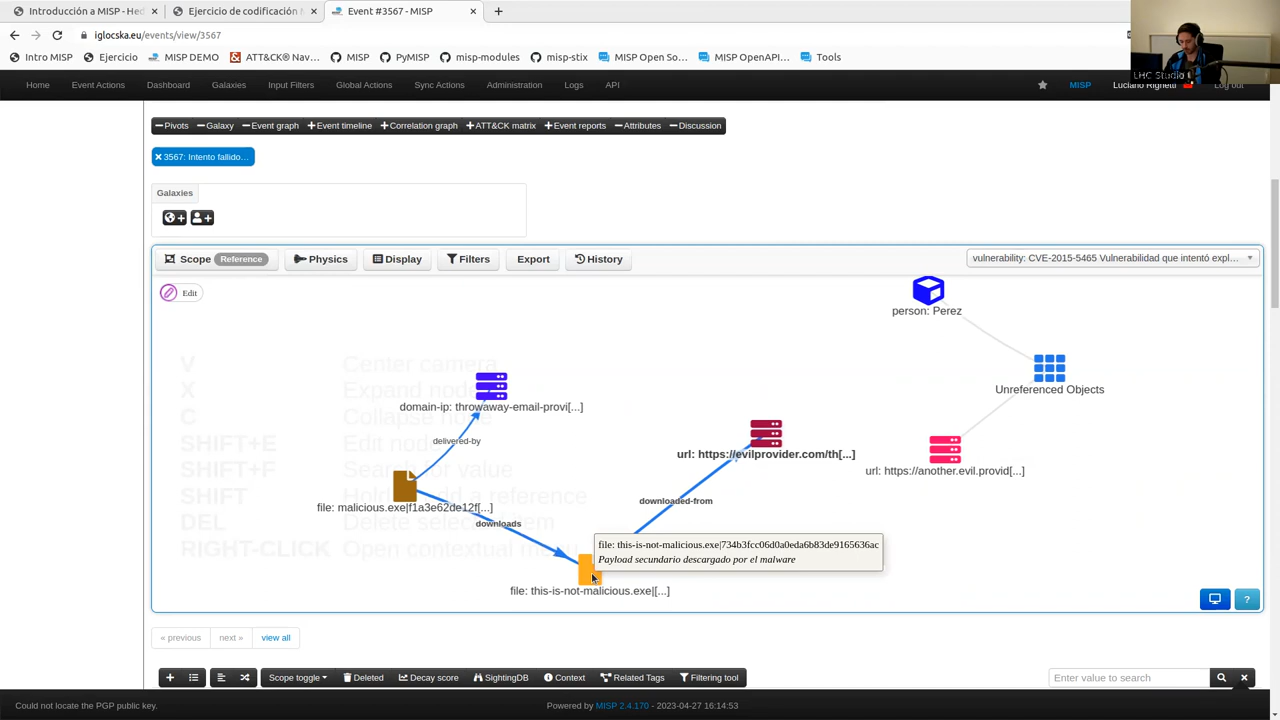 Introducción a MISP - Hed
Ejercicio de codificación
Event #3567 - MISP
iglocska.eu/events/view/3567
Intro MISP
Ejercicio
MISP DEMO
ATT&CK® Nav...
MISP
PyMISP
misp-modules
misp-stix
MISP Open So...
MISP OpenAPI...
Tools
LHC Studio
Home
Event Actions
Dashboard
Galaxies
Input Filters
Global Actions
Sync Actions
Administration
Logs
API
MISP
Luciano Righetti
Log out
Pivots
Galaxy
Event graph
Event timeline
Correlation graph
ATT&CK matrix
Event reports
Attributes
Discussion
3567: Intento fallido...
Galaxies
Scope Reference
Physics
Display
Filters
Export
History
vulnerability: CVE-2015-5465 Vulnerabilidad que intentó expl...
Edit
person: Perez
V Center camera
Unreferenced Objects
X Expand node
domain-ip: throwaway-email-provi[...]
C Collapse node
delivered-by
SHIFT+E Edit node
url: https://evilprovider.com/th[...]
SHIFT+F Search for value
url: https://another.evil.provid[...]
SHIFT Hold to add a reference
file: malicious.exe|f1a3e62de12f[...]
downloaded-from
DEL Delete selected item
downloads
RIGHT-CLICK Open contextual menu
file: this-is-not-malicious.exe|734b3fcc06d0a0eda6b83de9165636ac
Payload secundario descargado por el malware
file: this-is-not-malicious.exe|[...]
?
« previous
next »
view all
Scope toggle
Deleted
Decay score
SightingDB
Context
Related Tags
Filtering tool
Enter value to search
Could not locate the PGP public key.
Powered by MISP 2.4.170 - 2023-04-27 16:14:53